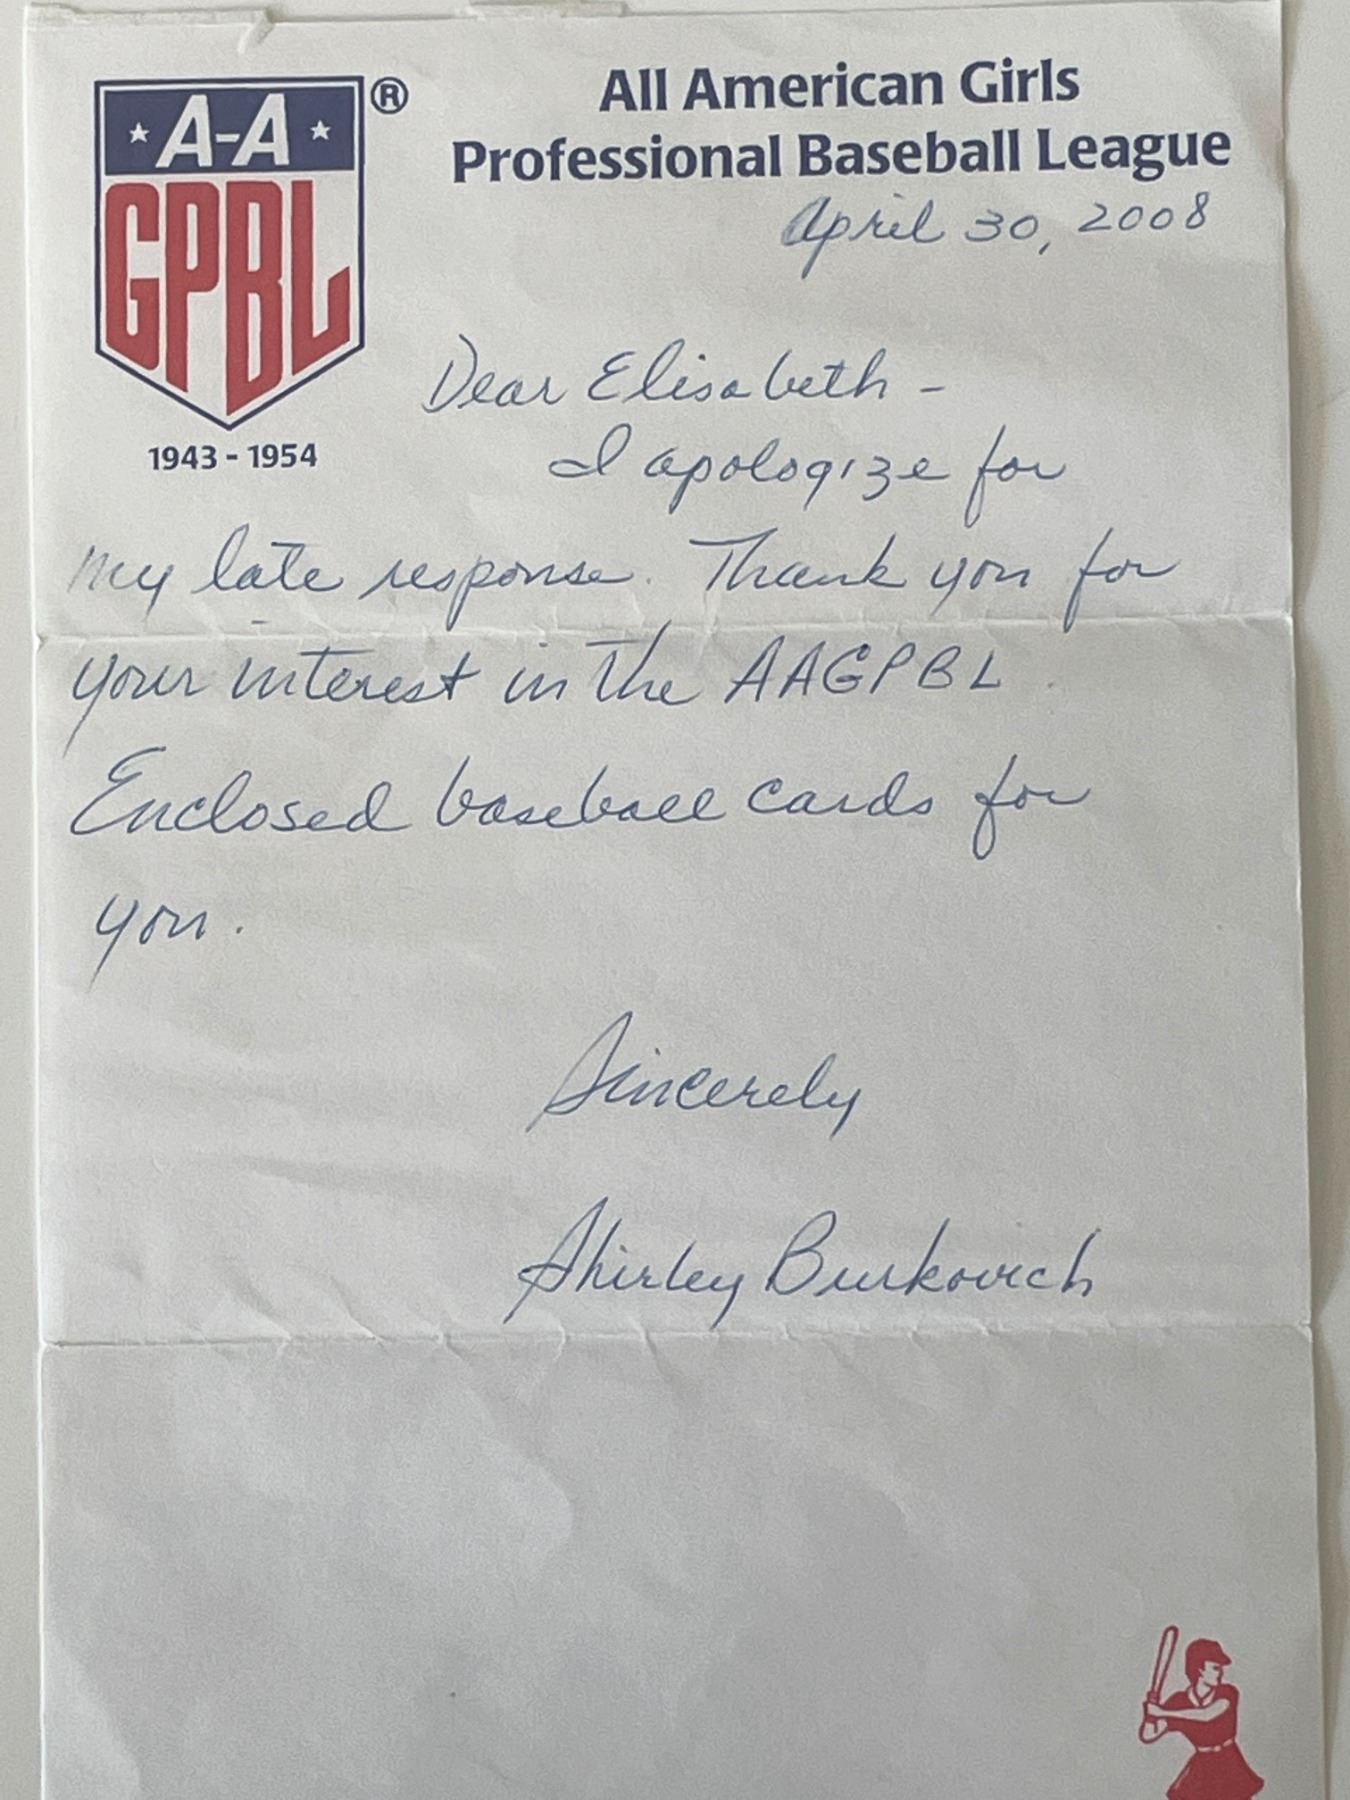 A-A
GPBL
®
1943 - 1954
All American Girls
Professional Baseball League
April 30, 2008
Dear Elisabeth -
I apologize for
my late response. Thank you for
your interest in the AAGPBL.
Enclosed baseball cards for
you.
Sincerely
Shirley Burkovich